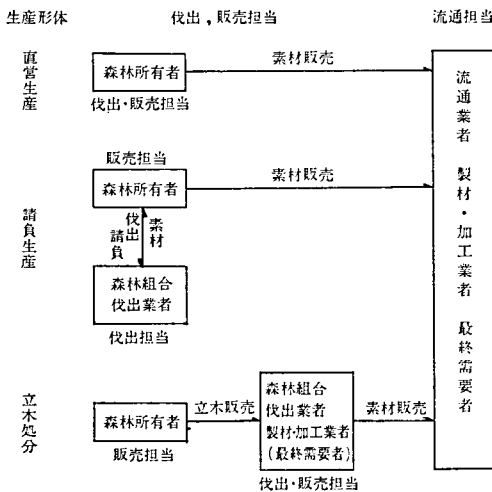 生産形体
伐出,販売担当
流通担当
直営生産
森林所有者
伐出・販売担当
素材販売
請負生産
販売担当
森林所有者
素材販売
伐出請負
素材
森林組合
伐出業者
伐出担当
立木処分
森林所有者
販売担当
立木販売
森林組合
伐出業者
製材・加工業者
(最終需要者)
伐出・販売担当
素材販売
流通業者 製材・加工業者 最終需要者